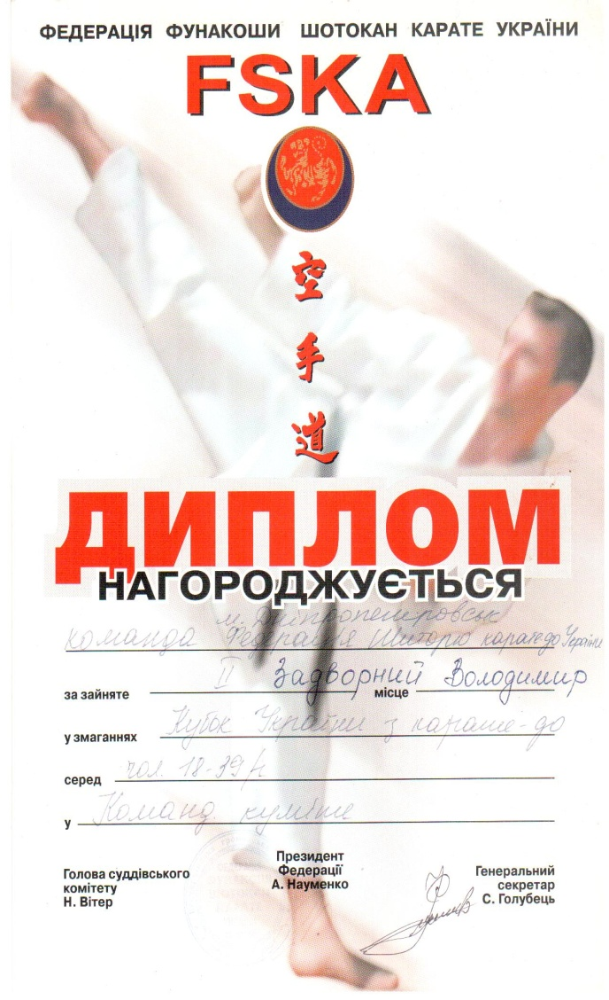 ФЕДЕРАЦІЯ ФУНАКОШИ ШОТОКАН КАРАТЕ УКРАЇНИ
FSKA
空
手
道
ДИПЛОМ
НАГОРОДЖУЄТЬСЯ
м. Дніпропетровськ
команда Федерація Шиторю карате до України
за зайняте II Задворний місце Володимир
у змаганнях Кубок України з карате-до
серед чол. 18-39 р
у Команд. куміте
Голова суддівського
комітету
Н. Вітер
Президент
Федерації
А. Науменко
Генеральний
секретар
С. Голубець